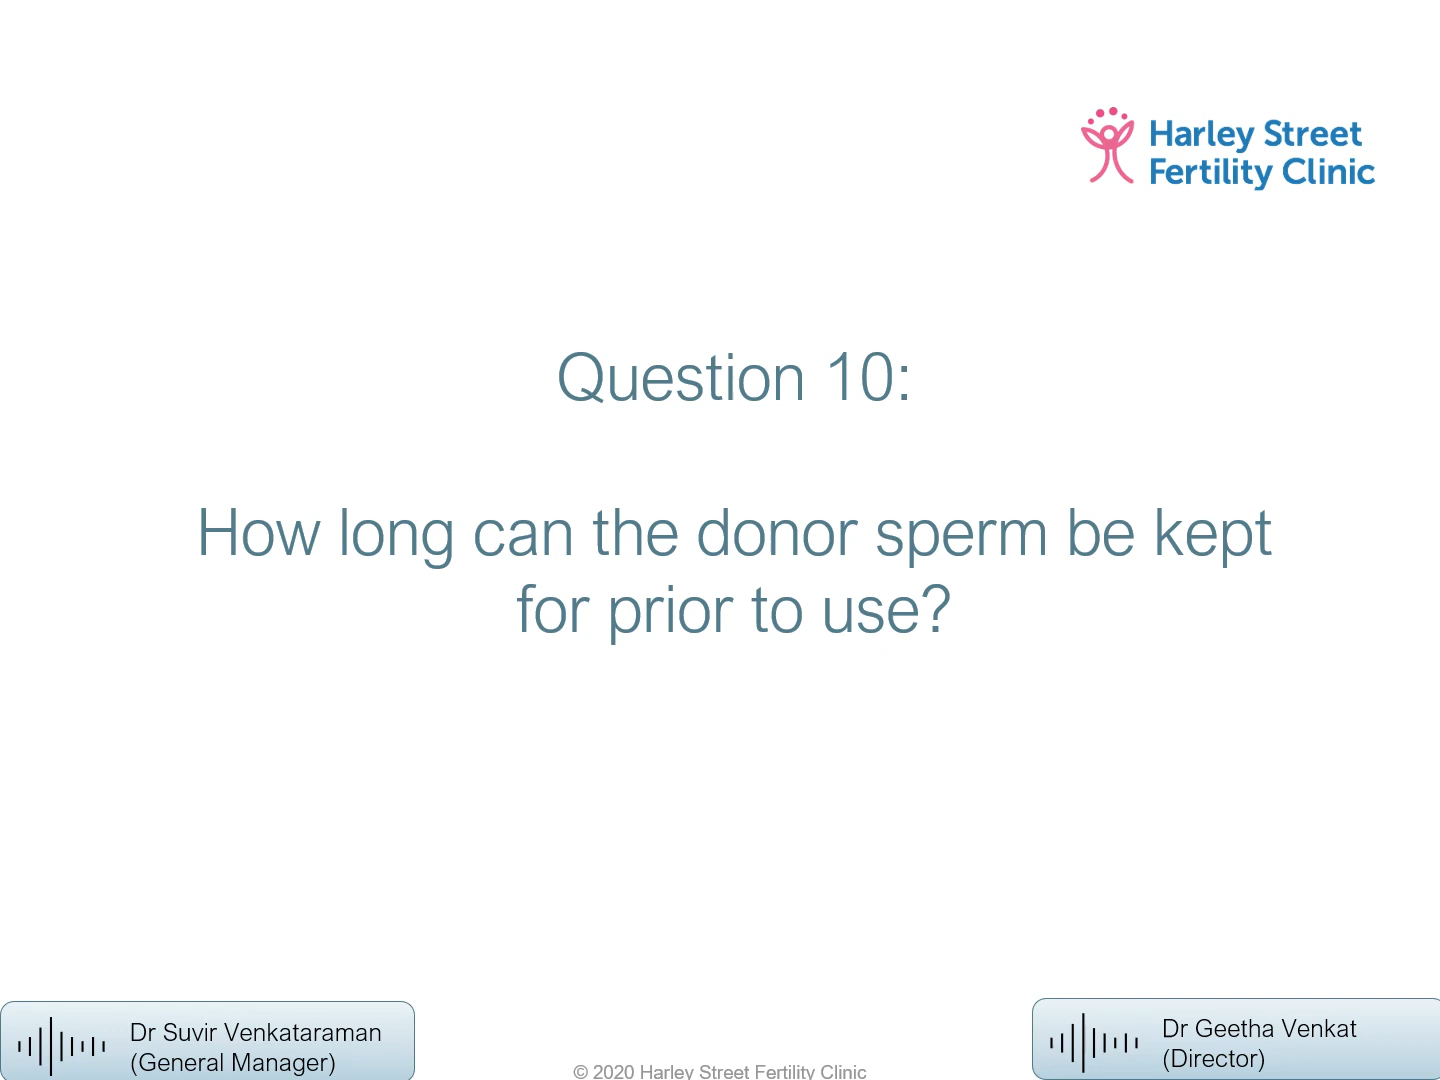 Harley Street
Fertility Clinic
Question 10:
How long can the donor sperm be kept
for prior to use?
Dr Suvir Venkataraman
(General Manager)
© 2020 Harley Street Fertility Clinic
Dr Geetha Venkat
(Director)